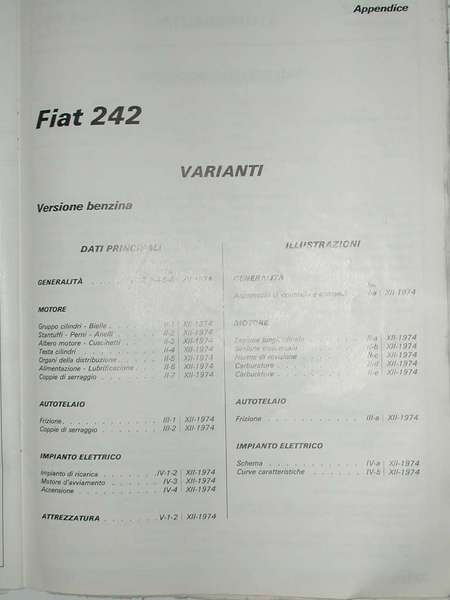 Appendice
Fiat 242
VARIANTI
Versione benzina
DATI PRINCIPALI
GENERALITÀ XII-1974
MOTORE
Gruppo cilindri - Bielle II-1 XII-1974
Stantuffi - Perni - Anelli II-2 XII-1974
Albero motore - Cuscinetti II-3 XII-1974
Testa cilindri II-4 XII-1974
Organi della distribuzione II-5 XII-1974
Alimentazione - Lubrificazione II-6 XII-1974
Coppie di serraggio II-7 XII-1974
AUTOTELAIO
Frizione III-1 XII-1974
Coppie di serraggio III-2 XII-1974
IMPIANTO ELETTRICO
Impianto di ricarica IV-1-2 XII-1974
Motore d'avviamento IV-3 XII-1974
Accensione IV-4 XII-1974
ATTREZZATURA V-1-2 XII-1974
ILLUSTRAZIONI
GENERALITÀ
I-a XII-1974
MOTORE
Sezione longitudinale II-a XII-1974
Sezione trasversale II-b XII-1974
Norme di revisione II-c XII-1974
Carburatore II-d XII-1974
Carburatore II-e XII-1974
AUTOTELAIO
Frizione III-a XII-1974
IMPIANTO ELETTRICO
Schema IV-a XII-1974
Curve caratteristiche IV-b XII-1974